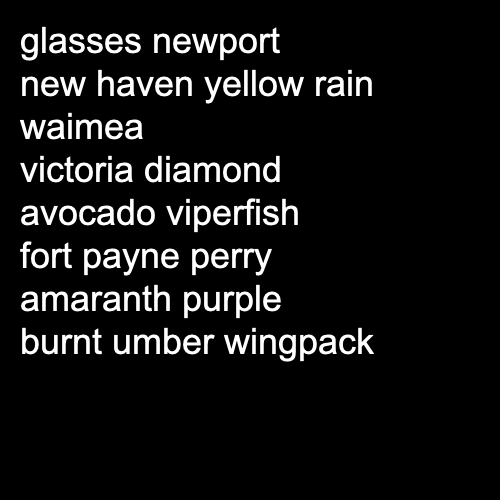 glasses newport
new haven yellow rain
waimea
victoria diamond
avocado viperfish
fort payne perry
amaranth purple
burnt umber wingpack